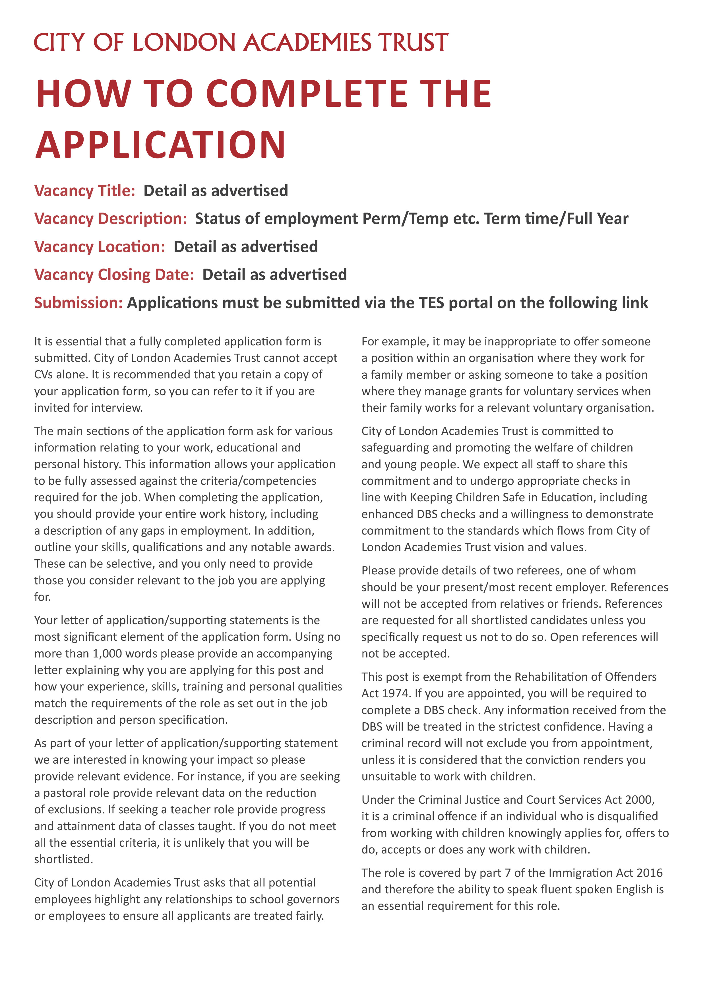 CITY OF LONDON ACADEMIES TRUST
HOW TO COMPLETE THE
APPLICATION
Vacancy Title: Detail as advertised
Vacancy Description: Status of employment Perm/Temp etc. Term time/Full Year
Vacancy Location: Detail as advertised
Vacancy Closing Date: Detail as advertised
Submission: Applications must be submitted via the TES portal on the following link
It is essential that a fully completed application form is
submitted. City of London Academies Trust cannot accept
CVs alone. It is recommended that you retain a copy of
your application form, so you can refer to it if you are
invited for interview.
The main sections of the application form ask for various
information relating to your work, educational and
personal history. This information allows your application
to be fully assessed against the criteria/competencies
required for the job. When completing the application,
you should provide your entire work history, including
a description of any gaps in employment. In addition,
outline your skills, qualifications and any notable awards.
These can be selective, and you only need to provide
those you consider relevant to the job you are applying
for.
Your letter of application/supporting statements is the
most significant element of the application form. Using no
more than 1,000 words please provide an accompanying
letter explaining why you are applying for this post and
how your experience, skills, training and personal qualities
match the requirements of the role as set out in the job
description and person specification.
As part of your letter of application/supporting statement
we are interested in knowing your impact so please
provide relevant evidence. For instance, if you are seeking
a pastoral role provide relevant data on the reduction
of exclusions. If seeking a teacher role provide progress
and attainment data of classes taught. If you do not meet
all the essential criteria, it is unlikely that you will be
shortlisted.
City of London Academies Trust asks that all potential
employees highlight any relationships to school governors
or employees to ensure all applicants are treated fairly.
For example, it may be inappropriate to offer someone
a position within an organisation where they work for
a family member or asking someone to take a position
where they manage grants for voluntary services when
their family works for a relevant voluntary organisation.
City of London Academies Trust is committed to
safeguarding and promoting the welfare of children
and young people. We expect all staff to share this
commitment and to undergo appropriate checks in
line with Keeping Children Safe in Education, including
enhanced DBS checks and a willingness to demonstrate
commitment to the standards which flows from City of
London Academies Trust vision and values.
Please provide details of two referees, one of whom
should be your present/most recent employer. References
will not be accepted from relatives or friends. References
are requested for all shortlisted candidates unless you
specifically request us not to do so. Open references will
not be accepted.
This post is exempt from the Rehabilitation of Offenders
Act 1974. If you are appointed, you will be required to
complete a DBS check. Any information received from the
DBS will be treated in the strictest confidence. Having a
criminal record will not exclude you from appointment,
unless it is considered that the conviction renders you
unsuitable to work with children.
Under the Criminal Justice and Court Services Act 2000,
it is a criminal offence if an individual who is disqualified
from working with children knowingly applies for, offers to
do, accepts or does any work with children.
The role is covered by part 7 of the Immigration Act 2016
and therefore the ability to speak fluent spoken English is
an essential requirement for this role.